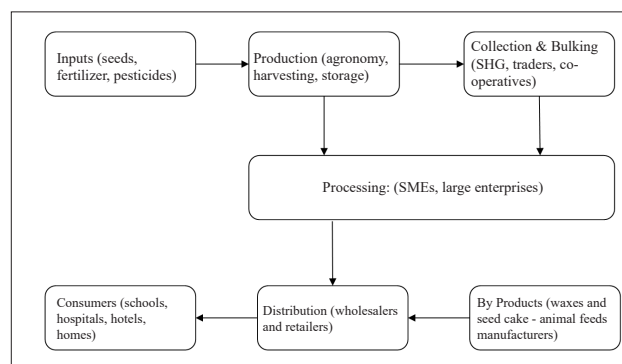 Inputs (seeds,
fertilizer, pesticides)
Production (agronomy,
harvesting, storage)
Collection & Bulking
(SHG, traders, co-
operatives)
Processing: (SMEs, large enterprises)
Consumers (schools,
hospitals, hotels,
homes)
Distribution (wholesalers
and retailers)
By Products (waxes and
seed cake - animal feeds
manufacturers)